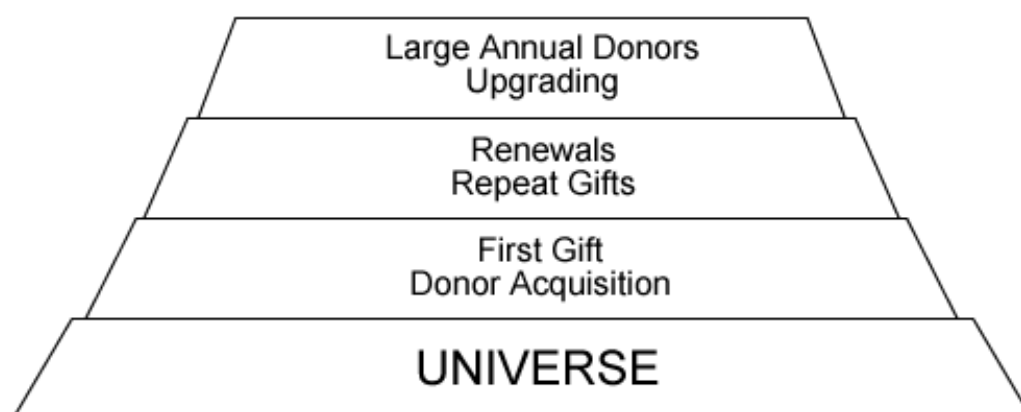 Large Annual Donors
Upgrading
Renewals
Repeat Gifts
First Gift
Donor Acquisition
UNIVERSE